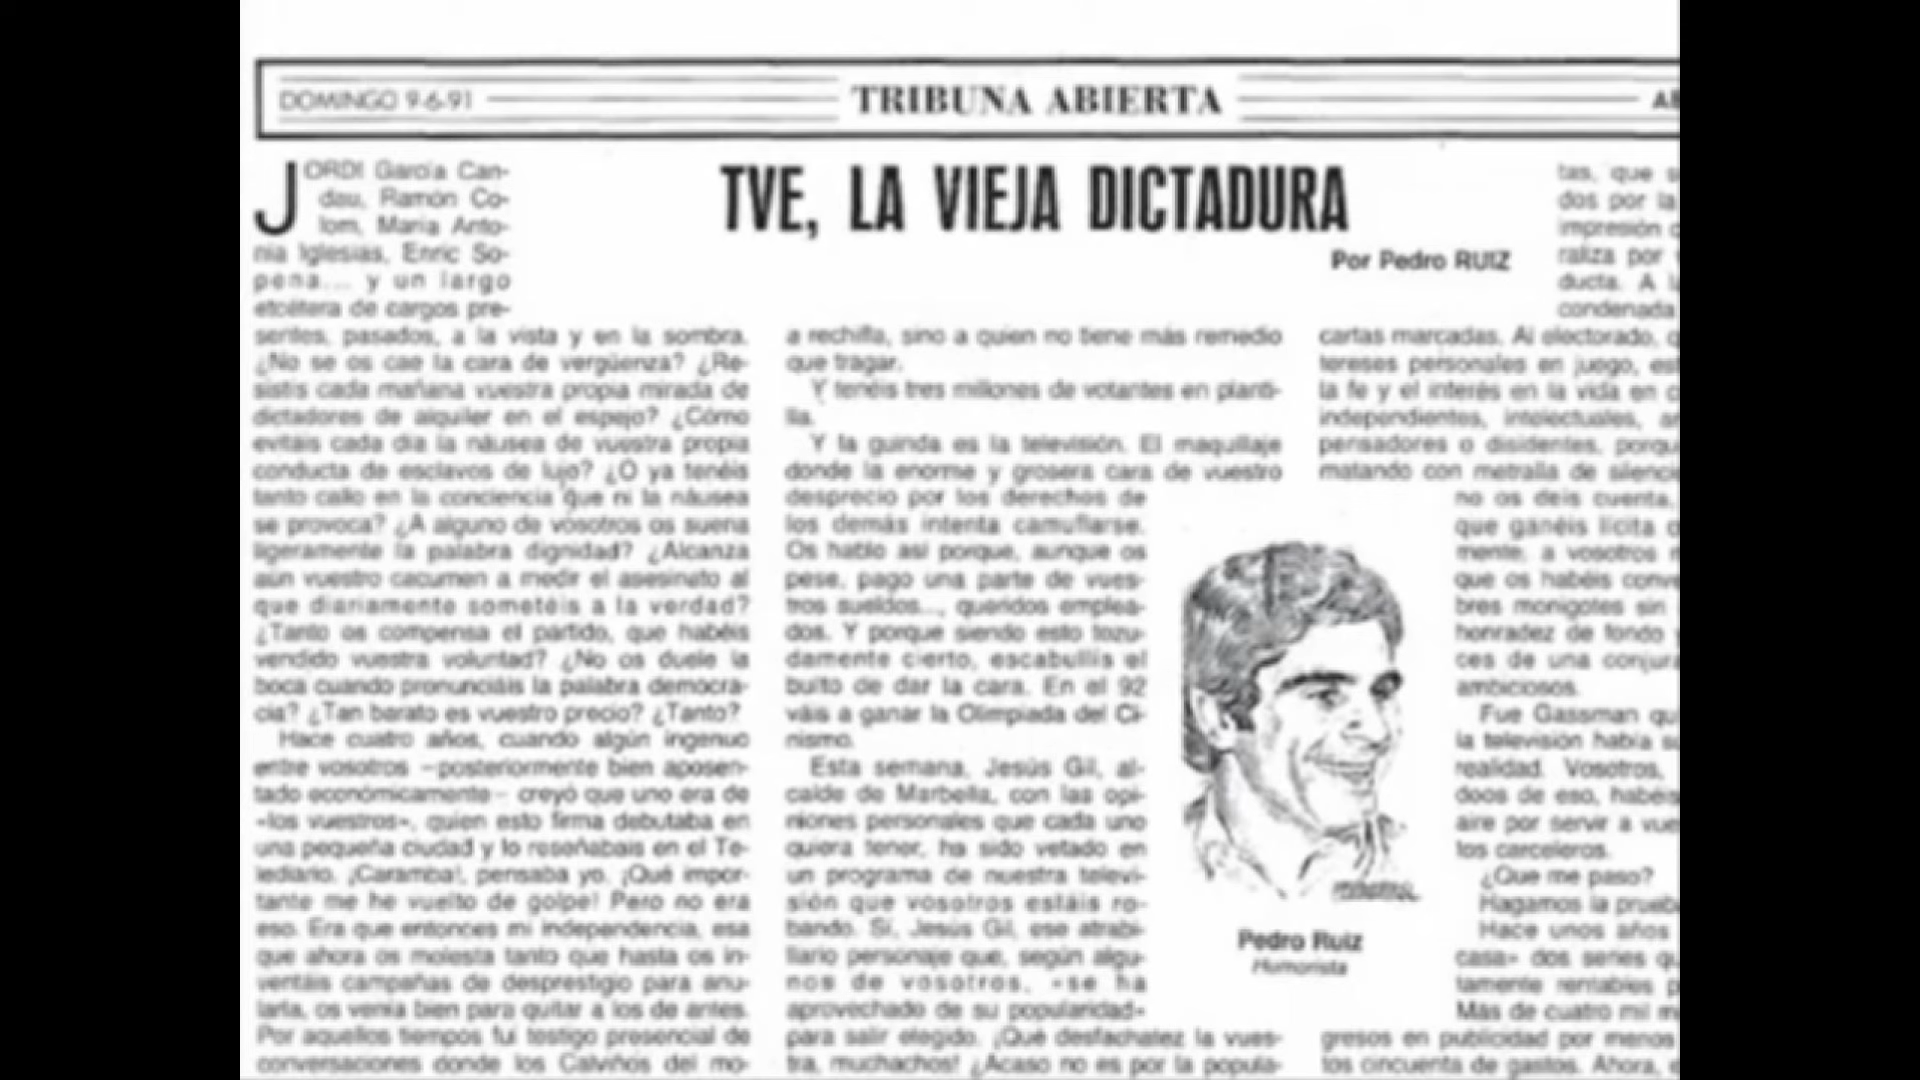 DOMINGO 9-6-91
TRIBUNA ABIERTA
TVE, LA VIEJA DICTADURA
Por Pedro RUIZ
JORDI García Can-
dau, Ramón Co-
lom, María Anto-
nia Iglesias, Enric So-
pena... y un largo
etcétera de cargos pre-
sentes, pasados, a la vista y en la sombra.
¿No se os cae la cara de vergüenza? ¿Re-
sistís cada mañana vuestra propia mirada de
dictadores de alquiler en el espejo? ¿Cómo
evitáis cada día la náusea de vuestra propia
conducta de esclavos de lujo? ¿O ya tenéis
tanto callo en la conciencia que ni la náusea
se provoca? ¿A alguno de vosotros os suena
ligeramente la palabra dignidad? ¿Alcanza
aún vuestro cacumen a medir el asesinato al
que diariamente sometéis a la verdad?
¿Tanto os compensa el partido, que habéis
vendido vuestra voluntad? ¿No os duele la
boca cuando pronunciáis la palabra democra-
cia? ¿Tan barato es vuestro precio? ¿Tanto?
Hace cuatro años, cuando algún ingenuo
entre vosotros –posteriormente bien aposen-
tado económicamente– creyó que uno era de
«los vuestros», quien esto firma debutaba en
una pequeña ciudad y lo reseñabais en el Te-
lediario. ¡Caramba!, pensaba yo. ¡Qué impor-
tante me he vuelto de golpe! Pero no era
eso. Era que entonces mi independencia, esa
que ahora os molesta tanto que hasta os in-
ventáis campañas de desprestigio para anu-
larla, os venía bien para quitar a los de antes.
Por aquellos tiempos fui testigo presencial de
conversaciones donde los Calviños del mo-
a rechifla, sino a quien no tiene más remedio
que tragar.
Y tenéis tres millones de votantes en planti-
lla.
Y la guinda es la televisión. El maquillaje
donde la enorme y grosera cara de vuestro
desprecio por los derechos de
los demás intenta camuflarse.
Os hablo así porque, aunque os
pese, pago una parte de vues-
tros sueldos..., queridos emplea-
dos. Y porque siendo esto tozu-
damente cierto, escabullís el
bulto de dar la cara. En el 92
váis a ganar la Olimpiada del Ci-
nismo.
Esta semana, Jesús Gil, al-
calde de Marbella, con las opi-
niones personales que cada uno
quiera tener, ha sido vetado en
un programa de nuestra televi-
sión que vosotros estáis ro-
bando. Sí, Jesús Gil, ese atrabi-
liario personaje que, según algu-
nos de vosotros, «se ha
aprovechado de su popularidad»
para salir elegido. ¡Qué desfachatez la vues-
tra, muchachos! ¿Acaso no es por la popula-
Pedro Ruiz
Humorista
tas, que s
dos por la
impresión
raliza por
ducta. A
condenada
cartas marcadas. Al electorado,
tereses personales en juego,
la fe y el interés en la vida en
independientes, intelectuales,
pensadores o disidentes,
matando con metralla de
no os deis cuenta,
que ganéis lícita
mente, a vosotros
que os habéis
bres monigotes sin
honradez de fondo
ces de una
ambiciosos.
Fue Gassman
la televisión había
realidad. Vosotros,
doos de eso,
aire por servir a
los carceleros.
¿Que me paso?
Hagamos la
Hace unos años
casa» dos series
tamente rentables
Más de cuatro mil
gresos en publicidad por menos
tos cincuenta de gastos. Ahora,